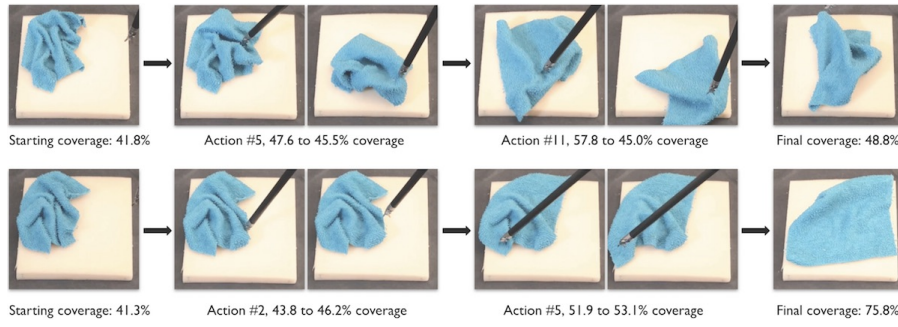 Starting coverage: 41.8%
Action #5, 47.6 to 45.5% coverage
Action #11, 57.8 to 45.0% coverage
Final coverage: 48.8%
Starting coverage: 41.3%
Action #2, 43.8 to 46.2% coverage
Action #5, 51.9 to 53.1% coverage
Final coverage: 75.8%